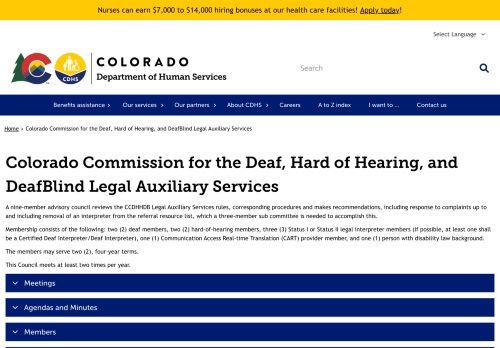 Nurses can earn $7,000 to $14,000 hiring bonuses at our health care facilities! Apply today!
Select Language
COLORADO
Department of Human Services
CDHS
Search
Benefits assistance
Our services
Our partners
About CDHS
Careers
A to Z index
I want to ...
Contact us
Home › Colorado Commission for the Deaf, Hard of Hearing, and DeafBlind Legal Auxiliary Services
Colorado Commission for the Deaf, Hard of Hearing, and
DeafBlind Legal Auxiliary Services
A nine-member advisory council reviews the CCDHHDB Legal Auxiliary Services rules, corresponding procedures and makes recommendations, including response to complaints up to
and including removal of an interpreter from the referral resource list, which a three-member sub committee is needed to accomplish this.
Membership consists of the following: two (2) deaf members, two (2) hard-of-hearing members, three (3) Status I or Status II legal interpreter members (if possible, at least one shall
be a Certified Deaf Interpreter/Deaf Interpreter), one (1) Communication Access Real-time Translation (CART) provider member, and one (1) person with disability law background.
The members may serve two (2), four-year terms.
This Council meets at least two times per year.
Meetings
Agendas and Minutes
Members